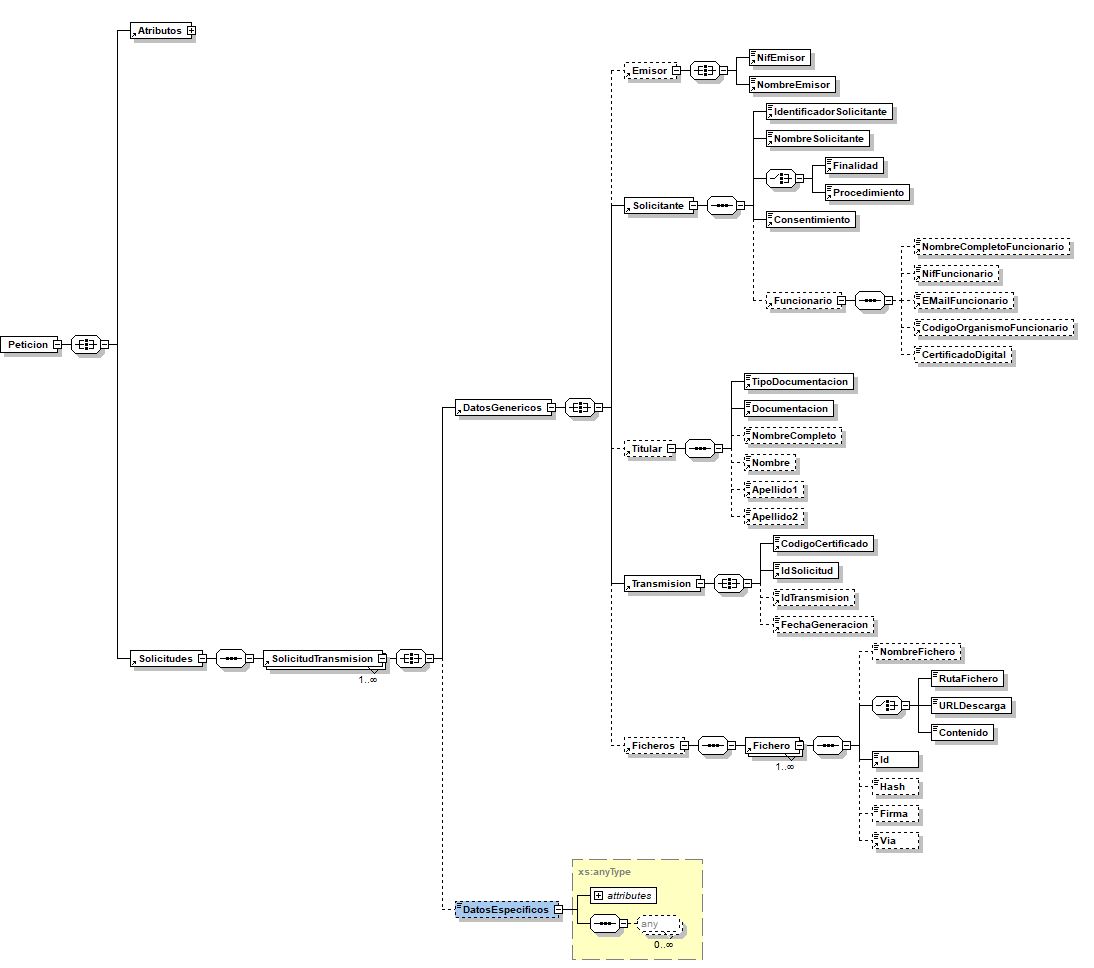 Atributos
Emisor
NifEmisor
NombreEmisor
IdentificadorSolicitante
NombreSolicitante
Finalidad
Procedimiento
Solicitante
Consentimiento
NombreCompletoFuncionario
NifFuncionario
Funcionario
EMailFuncionario
CodigoOrganismoFuncionario
CertificadoDigital
Peticion
TipoDocumentacion
DatosGenericos
Documentacion
NombreCompleto
Titular
Nombre
Apellido1
Apellido2
CodigoCertificado
IdSolicitud
Transmision
IdTransmision
FechaGeneracion
Solicitudes
SolicitudTransmision
1..∞
NombreFichero
RutaFichero
URLDescarga
Contenido
Ficheros
Fichero
1..∞
Id
Hash
Firma
Via
xs:anyType
attributes
DatosEspecificos
any
0..∞